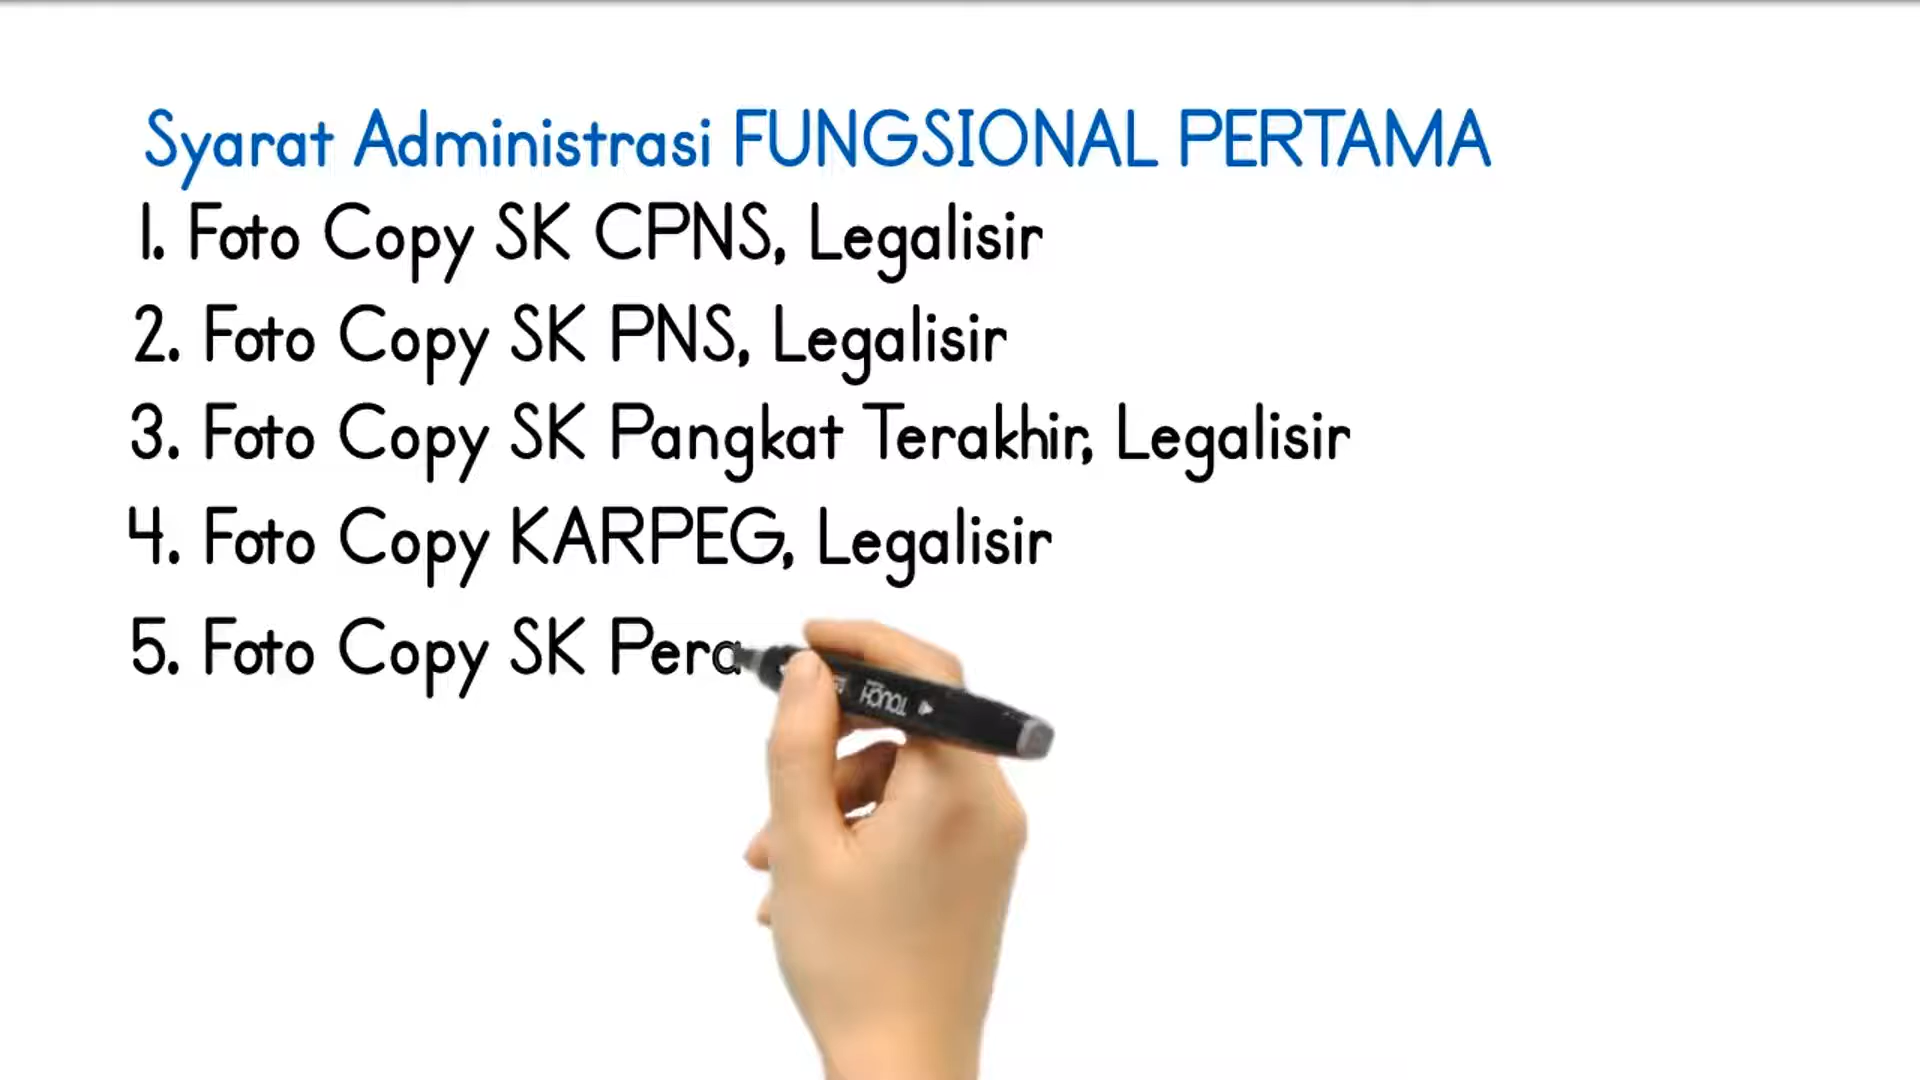 Syarat Administrasi FUNGSIONAL PERTAMA
1. Foto Copy SK CPNS, Legalisir
2. Foto Copy SK PNS, Legalisir
3. Foto Copy SK Pangkat Terakhir, Legalisir
4. Foto Copy KARPEG, Legalisir
5. Foto Copy SK Pera
TOUCH